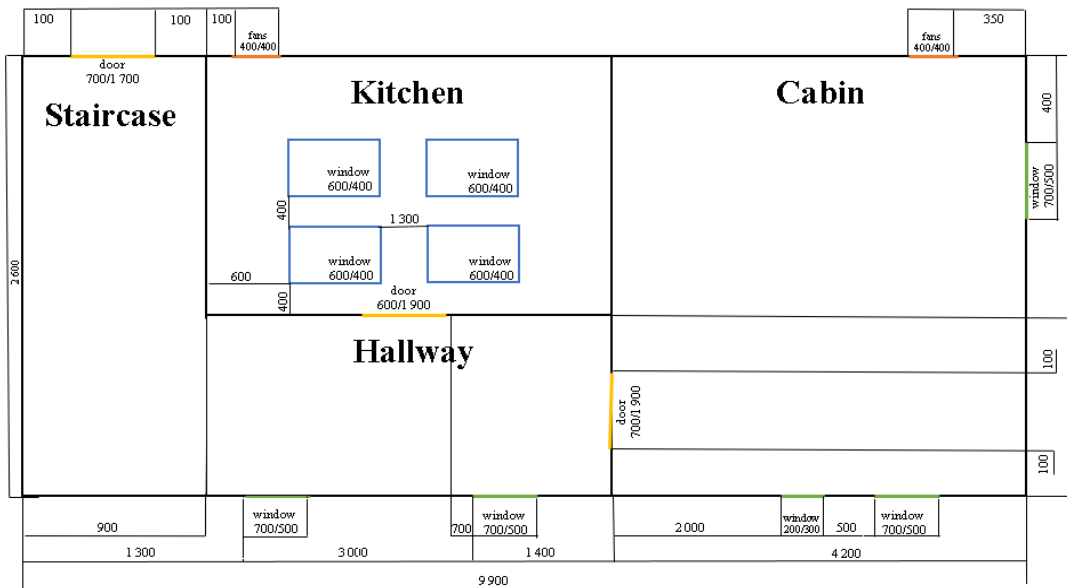 100
100
100
fans
400/400
fans
400/400
350
door
700/1 700
Staircase
Kitchen
Cabin
400
window
600/400
window
600/400
window
700/500
400
1 300
window
600/400
window
600/400
600
400
2 600
door
600/1 900
Hallway
100
door
700/1 900
100
window
700/500
window
700/500
window
200/300
window
700/500
900
700
2 000
500
1 300
3 000
1 400
4 200
9 900